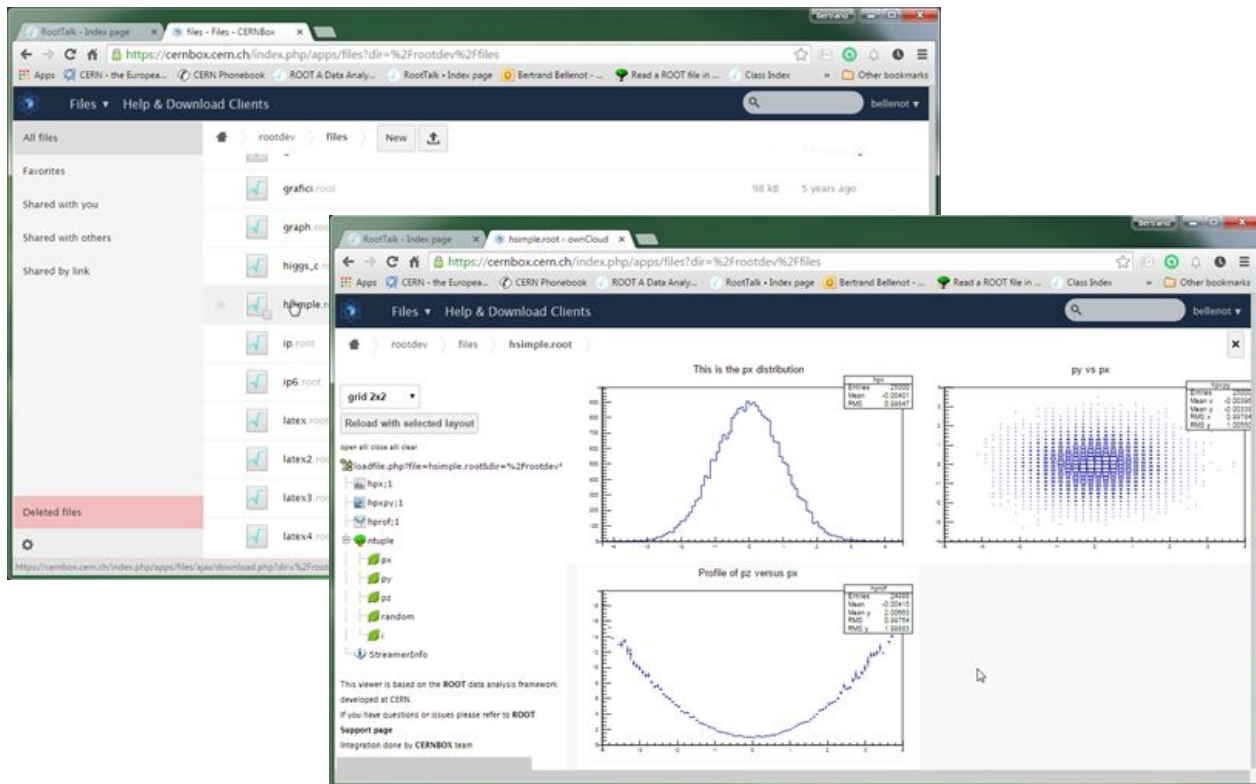 Bertrand
RootTalk - Index page
files - Files - CERNBox
https://cernbox.cern.ch/index.php/apps/files?dir=%2Frootdev%2Ffiles
Apps CERN - the Europea... CERN Phonebook ROOT A Data Analy... RootTalk • Index page Bertrand Bellenot - ... Read a ROOT file in ... Class Index » Other bookmarks
Files ▾ Help & Download Clients bellenot ▾
All files
rootdev files New
Favorites
Shared with you
Shared with others
Shared by link
Deleted files
grafici.root 98 kB 5 years ago
graph
higgs_c
ip.root
ip6.root
latex
latex2
latex3
latex4
Bertrand
RootTalk - Index page
hsimple.root - ownCloud
https://cernbox.cern.ch/index.php/apps/files?dir=%2Frootdev%2Ffiles
Apps CERN - the Europea... CERN Phonebook ROOT A Data Analy... RootTalk • Index page Bertrand Bellenot - ... Read a ROOT file in ... Class Index » Other bookmarks
Files ▾ Help & Download Clients bellenot ▾
rootdev files hsimple.root
grid 2x2
Reload with selected layout
open all| close all| clear
loadfile.php?file=hsimple.root&dir=%2Frootdev
hpx;1
hpxpy;1
hprof;1
ntuple
px
py
pz
random
i
StreamerInfo
This viewer is based on the ROOT data analysis framework
developed at CERN.
If you have questions or issues please refer to ROOT
Support page
Integration done by CERNBOX team
This is the px distribution
hpx
Entries
Mean
RMS
py vs px
hpxpy
Entries
Mean x
Mean y
RMS x
RMS y
Profile of pz versus px
hprof
Entries
Mean
Mean y
RMS
RMS y